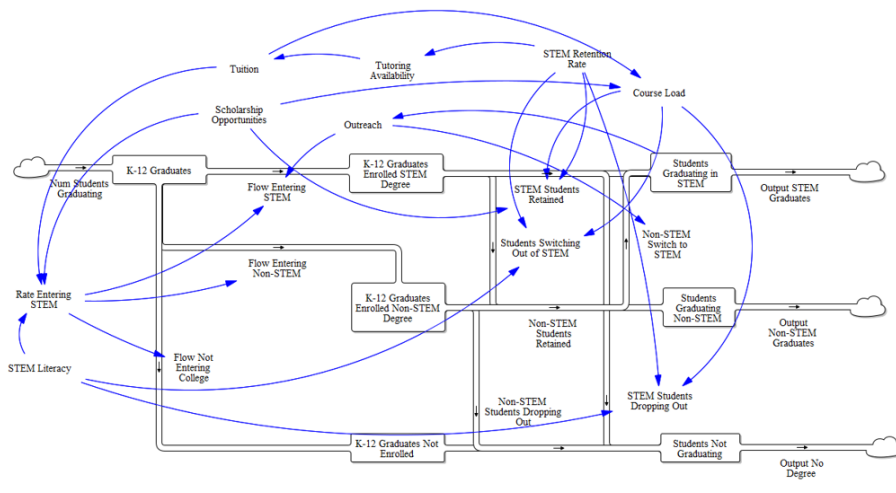 Tuition
Tutoring
Availability
STEM Retention
Rate
Course Load
Scholarship
Opportunities
Outreach
K-12 Graduates
Num Students
Graduating
Flow Entering
STEM
K-12 Graduates
Enrolled STEM
Degree
STEM Students
Retained
Students
Graduating in
STEM
Output STEM
Graduates
Students Switching
Out of STEM
Non-STEM
Switch to
STEM
Flow Entering
Non-STEM
Rate Entering
STEM
K-12 Graduates
Enrolled Non-STEM
Degree
Non-STEM
Students
Retained
Students
Graduating
Non-STEM
Output
Non-STEM
Graduates
STEM Literacy
Flow Not
Entering
College
Non-STEM
Students Dropping
Out
STEM Students
Dropping Out
K-12 Graduates Not
Enrolled
Students Not
Graduating
Output No
Degree